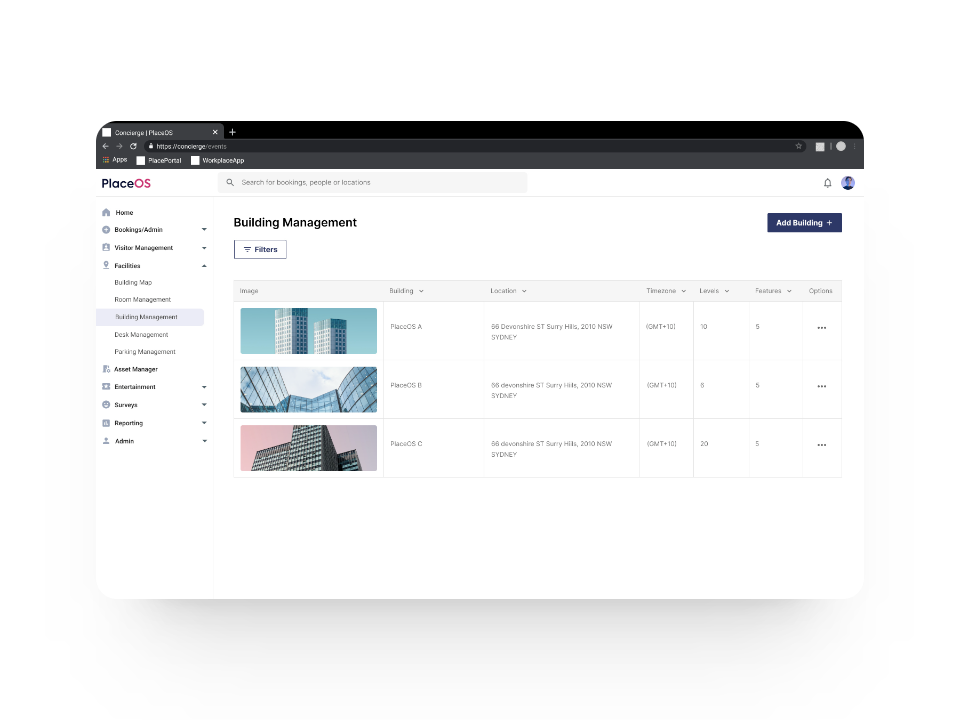 Concierge | PlaceOS
https://concierge/events
Apps
PlacePortal
WorkplaceApp
PlaceOS
Search for bookings, people or locations
Home
Bookings/Admin
Visitor Management
Facilities
Building Map
Room Management
Building Management
Desk Management
Parking Management
Asset Manager
Entertainment
Surveys
Reporting
Admin
Building Management
Add Building +
Filters
Image Building Location Timezone Levels Features Options
PlaceOS A 66 Devonshire ST Surry Hills, 2010 NSW (GMT+10) 10 5
SYDNEY
PlaceOS B 66 devonshire ST Surry Hills, 2010 NSW (GMT+10) 6 5
SYDNEY
PlaceOS C 66 devonshire ST Surry Hills, 2010 NSW (GMT+10) 20 5
SYDNEY